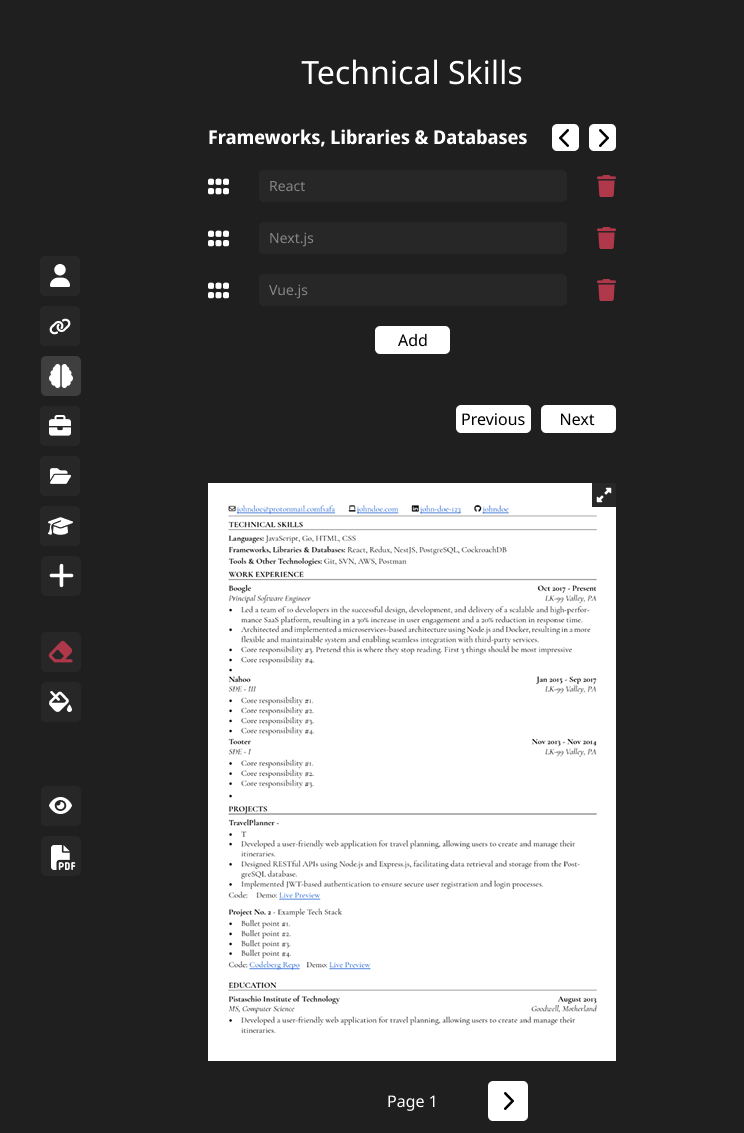 Technical Skills
Frameworks, Libraries & Databases
React
Next.js
Vue.js
Add
Previous Next
johndoe@protonmail.comfsafa johndoe.com john-doe-123 johndoe
TECHNICAL SKILLS
Languages: JavaScript, Go, HTML, CSS
Frameworks, Libraries & Databases: React, Redux, NestJS, PostgreSQL, CockroachDB
Tools & Other Technologies: Git, SVN, AWS, Postman
WORK EXPERIENCE
Boogle Oct 2017 - Present
Principal Software Engineer LK-99 Valley, PA
• Led a team of 10 developers in the successful design, development, and delivery of a scalable and high-perfor-
mance SaaS platform, resulting in a 30% increase in user engagement and a 20% reduction in response time.
• Architected and implemented a microservices-based architecture using Node.js and Docker, resulting in a more
flexible and maintainable system and enabling seamless integration with third-party services.
• Core responsibility #3. Pretend this is where they stop reading. First 3 things should be most impressive
• Core responsibility #4.
•
Nahoo Jan 2015 - Sep 2017
SDE - III LK-99 Valley, PA
• Core responsibility #1.
• Core responsibility #2.
• Core responsibility #3.
• Core responsibility #4.
Tooter Nov 2013 - Nov 2014
SDE - I LK-99 Valley, PA
• Core responsibility #1.
• Core responsibility #2.
• Core responsibility #3.
•
PROJECTS
TravelPlanner -
• T
• Developed a user-friendly web application for travel planning, allowing users to create and manage their
itineraries.
• Designed RESTful APIs using Node.js and Express.js, facilitating data retrieval and storage from the Post-
greSQL database.
• Implemented JWT-based authentication to ensure secure user registration and login processes.
Code: Demo: Live Preview
Project No. 2 - Example Tech Stack
• Bullet point #1.
• Bullet point #2.
• Bullet point #3.
• Bullet point #4.
Code: Codeberg Repo Demo: Live Preview
EDUCATION
Pistaschio Institute of Technology August 2013
MS, Computer Science Goodwell, Motherland
• Developed a user-friendly web application for travel planning, allowing users to create and manage their
itineraries.
PDF
Page 1